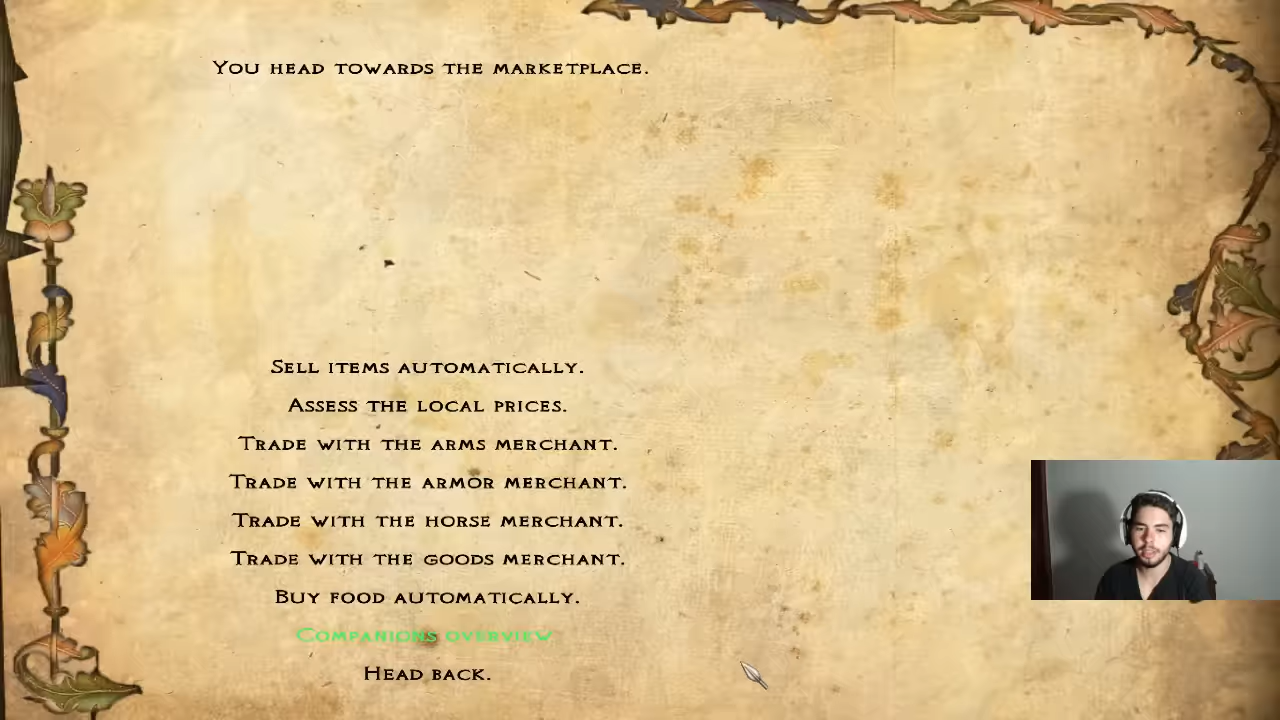 You head towards the marketplace.
Sell items automatically.
Assess the local prices.
Trade with the arms merchant.
Trade with the armor merchant.
Trade with the horse merchant.
Trade with the goods merchant.
Buy food automatically.
Companions overview
Head back.